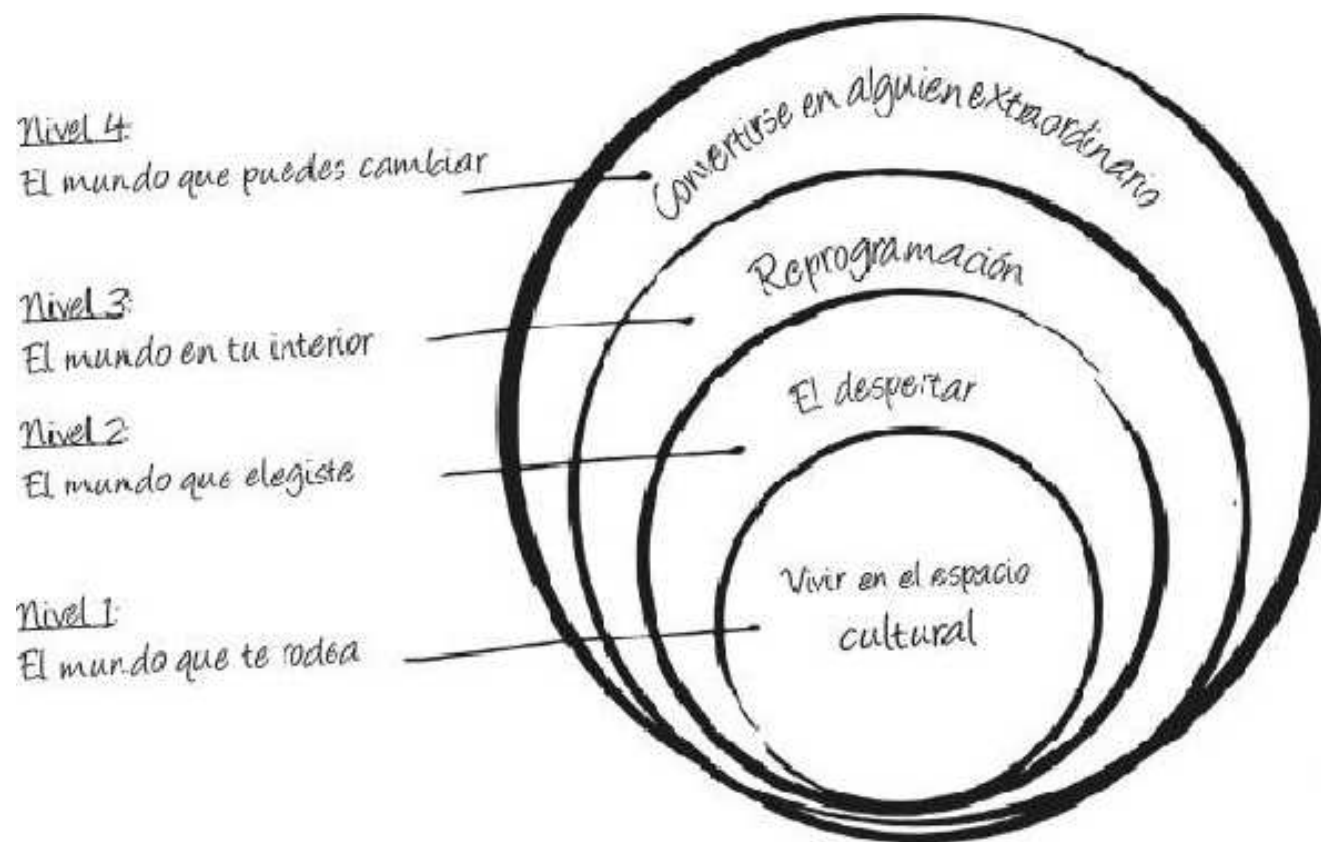 Nivel 4:
El mundo que puedes cambiar
Convertirse en alguien extraordinario
Nivel 3:
El mundo en tu interior
Reprogramación
Nivel 2:
El mundo que elegiste
El despertar
Nivel 1:
El mundo que te rodea
Vivir en el espacio
cultural